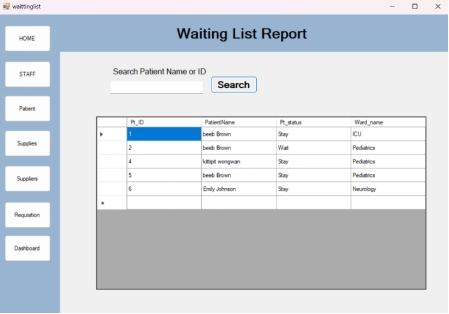 waittinglist
Waiting List Report
HOME
STAFF
Patient
Supplies
Suppliers
Requistion
Dashboard
Search Patient Name or ID
Search
Pt_ID PatientName Pt_status Ward_name
1 beeb Brown Stay ICU
2 beeb Brown Wait Pediatrics
4 kittipt wongwan Stay Pediatrics
5 beeb Brown Stay Pediatrics
6 Emily Johnson Stay Neurology